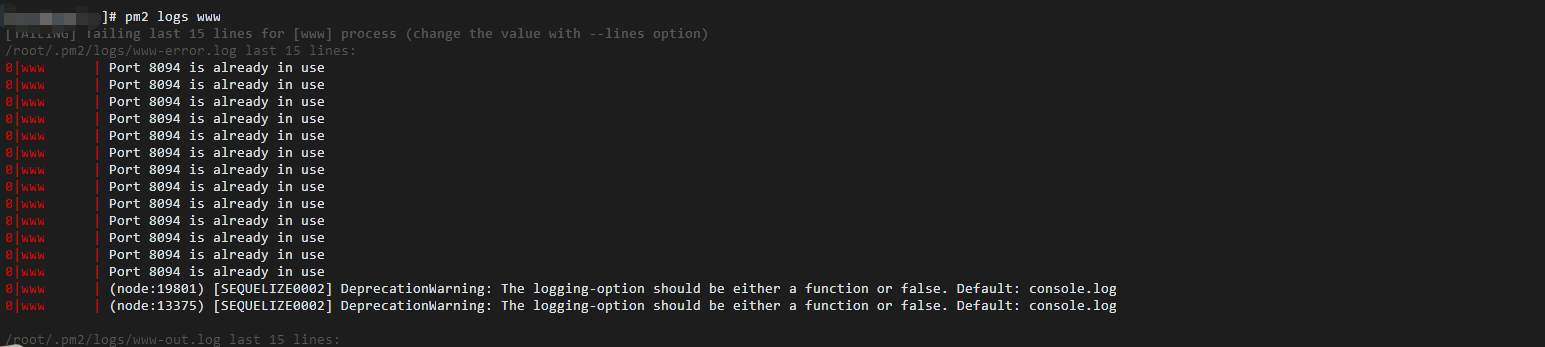 ]# pm2 logs www
[TAILING] Tailing last 15 lines for [www] process (change the value with --lines option)
/root/.pm2/logs/www-error.log last 15 lines:
0|www      | Port 8094 is already in use
0|www      | Port 8094 is already in use
0|www      | Port 8094 is already in use
0|www      | Port 8094 is already in use
0|www      | Port 8094 is already in use
0|www      | Port 8094 is already in use
0|www      | Port 8094 is already in use
0|www      | Port 8094 is already in use
0|www      | Port 8094 is already in use
0|www      | Port 8094 is already in use
0|www      | Port 8094 is already in use
0|www      | Port 8094 is already in use
0|www      | Port 8094 is already in use
0|www      | (node:19801) [SEQUELIZE0002] DeprecationWarning: The logging-option should be either a function or false. Default: console.log
0|www      | (node:13375) [SEQUELIZE0002] DeprecationWarning: The logging-option should be either a function or false. Default: console.log
/root/.pm2/logs/www-out.log last 15 lines: